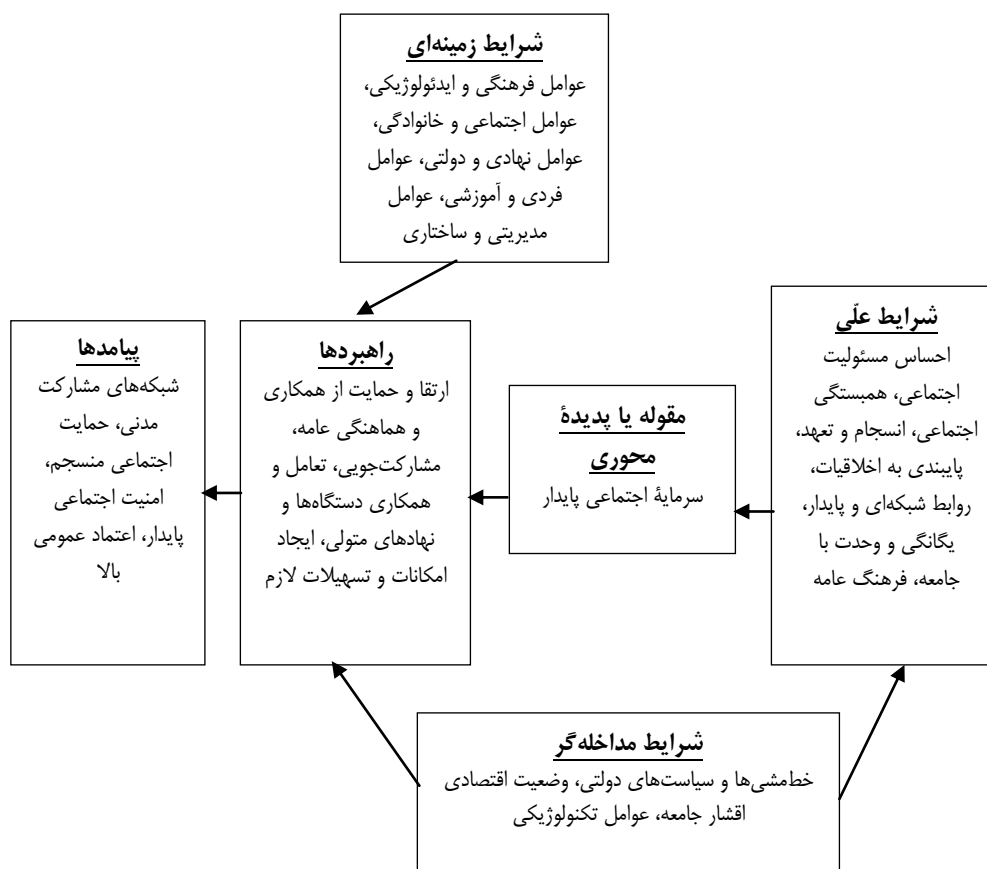 شرایط زمینه‌ای
عوامل فرهنگی و ایدئولوژیکی،
عوامل اجتماعی و خانوادگی،
عوامل نهادی و دولتی، عوامل
فردی و آموزشی، عوامل
مدیریتی و ساختاری
شرایط علّی
احساس مسئولیت
اجتماعی، همبستگی
اجتماعی، انسجام و تعهد،
پایبندی به اخلاقیات،
روابط شبکه‌ای و پایدار،
یگانگی و وحدت با
جامعه، فرهنگ عامه
مقوله یا پدیدۀ
محوری
سرمایۀ اجتماعی پایدار
راهبردها
ارتقا و حمایت از همکاری
و هماهنگی عامه،
مشارکت‌جویی، تعامل و
همکاری دستگاه‌ها و
نهادهای متولی، ایجاد
امکانات و تسهیلات لازم
پیامدها
شبکه‌های مشارکت
مدنی، حمایت
اجتماعی منسجم،
امنیت اجتماعی
پایدار، اعتماد عمومی
بالا
شرایط مداخله‌گر
خط‌مشی‌ها و سیاست‌های دولتی، وضعیت اقتصادی
اقشار جامعه، عوامل تکنولوژیکی